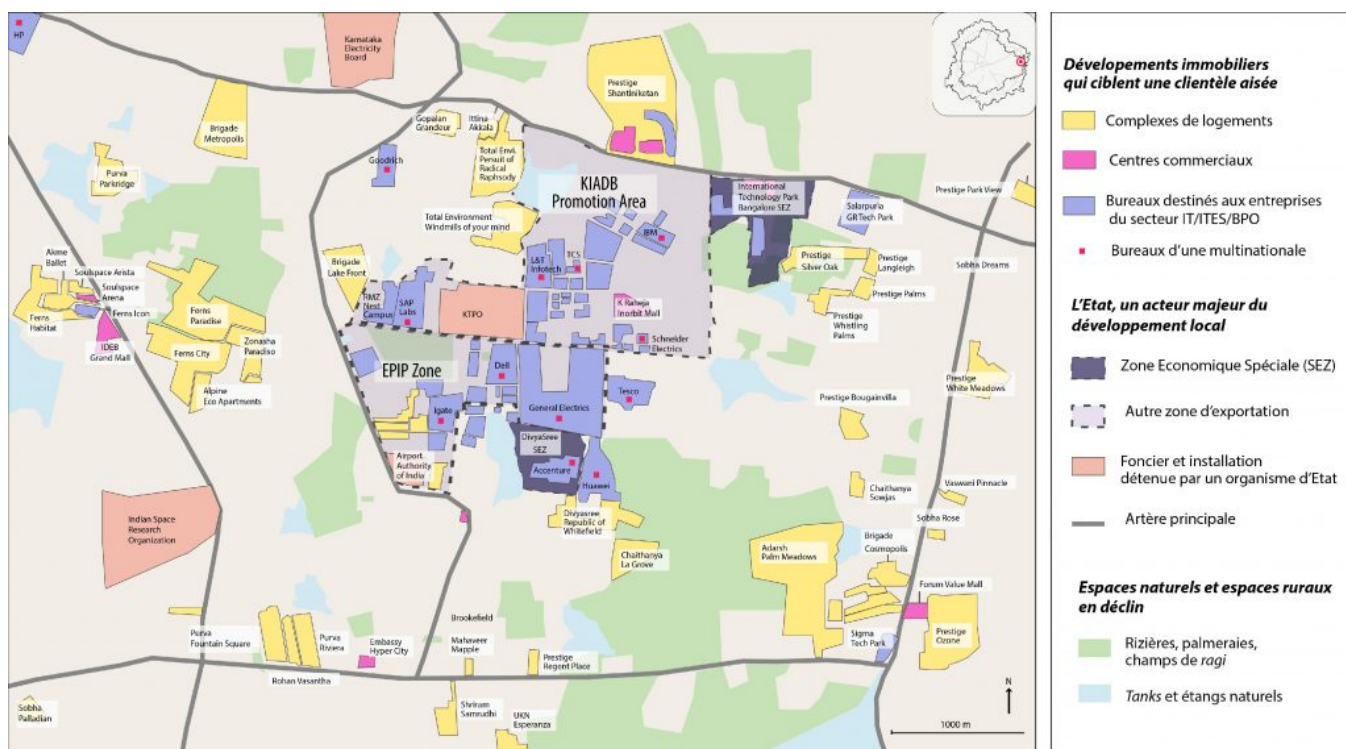 HP
Karnataka
Electricity
Board
Prestige
Shantiniketan
Brigade
Metropolis
Gopalan
Grandeur
Ittina
Akkala
Goodrich
Total Envi.
Persuit of
Radical
Raphsody
KIADB
Promotion Area
International
Technology Park
Bangalore SEZ
Salarpuria
GR Tech Park
Prestige Park View
Purva
Parkridge
Total Environment
Windmills of your mind
IBM
L&T
Infotech
TCS
Prestige
Silver Oak
Prestige
Langleigh
Sobha Dreams
Akme
Ballet
Soulspace Arista
Soulspace
Arena
Brigade
Lake Front
Ferns
Habitat
Ferns Icon
Ferns
Paradise
RMZ
Nest
Campus
SAP
Labs
KTPO
K Raheja
Inorbit Mall
Prestige Palms
Prestige
Whistling
Palms
IDEB
Grand Mall
Ferns City
Zonasha
Paradiso
Schneider
Electrics
EPIP Zone
Dell
Prestige
White Meadows
Alpine
Eco Apartments
Igate
General Electrics
Tesco
Prestige Bougainvilla
DivyaSree
SEZ
Airport
Authority
of India
Accenture
Huawei
Chaithanya
Sowjas
Vaswani Pinnacle
Indian Space
Research
Organization
Divyasree
Republic of
Whitefield
Sobha Rose
Chaithanya
La Grove
Adarsh
Palm Meadows
Brigade
Cosmopolis
Forum Value Mall
Purva
Fountain Square
Purva
Riviera
Embassy
Hyper City
Brookefield
Mahaveer
Mapple
Prestige
Regent Place
Sigma
Tech Park
Prestige
Ozone
Rohan Vasantha
Sobha
Palladian
Shriram
Samrudhi
UKN
Esperanza
N
1000 m
Dévelopements immobiliers
qui ciblent une clientèle aisée
Complexes de logements
Centres commerciaux
Bureaux destinés aux entreprises
du secteur IT/ITES/BPO
Bureaux d'une multinationale
L'Etat, un acteur majeur du
développement local
Zone Economique Spéciale (SEZ)
Autre zone d'exportation
Foncier et installation
détenue par un organisme d'Etat
Artère principale
Espaces naturels et espaces ruraux
en déclin
Rizières, palmeraies,
champs de ragi
Tanks et étangs naturels